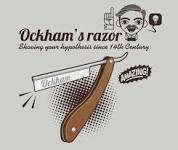 Ockham's razor
Shaving your hypothesis since 14th Century
Ockham
AMAZING!